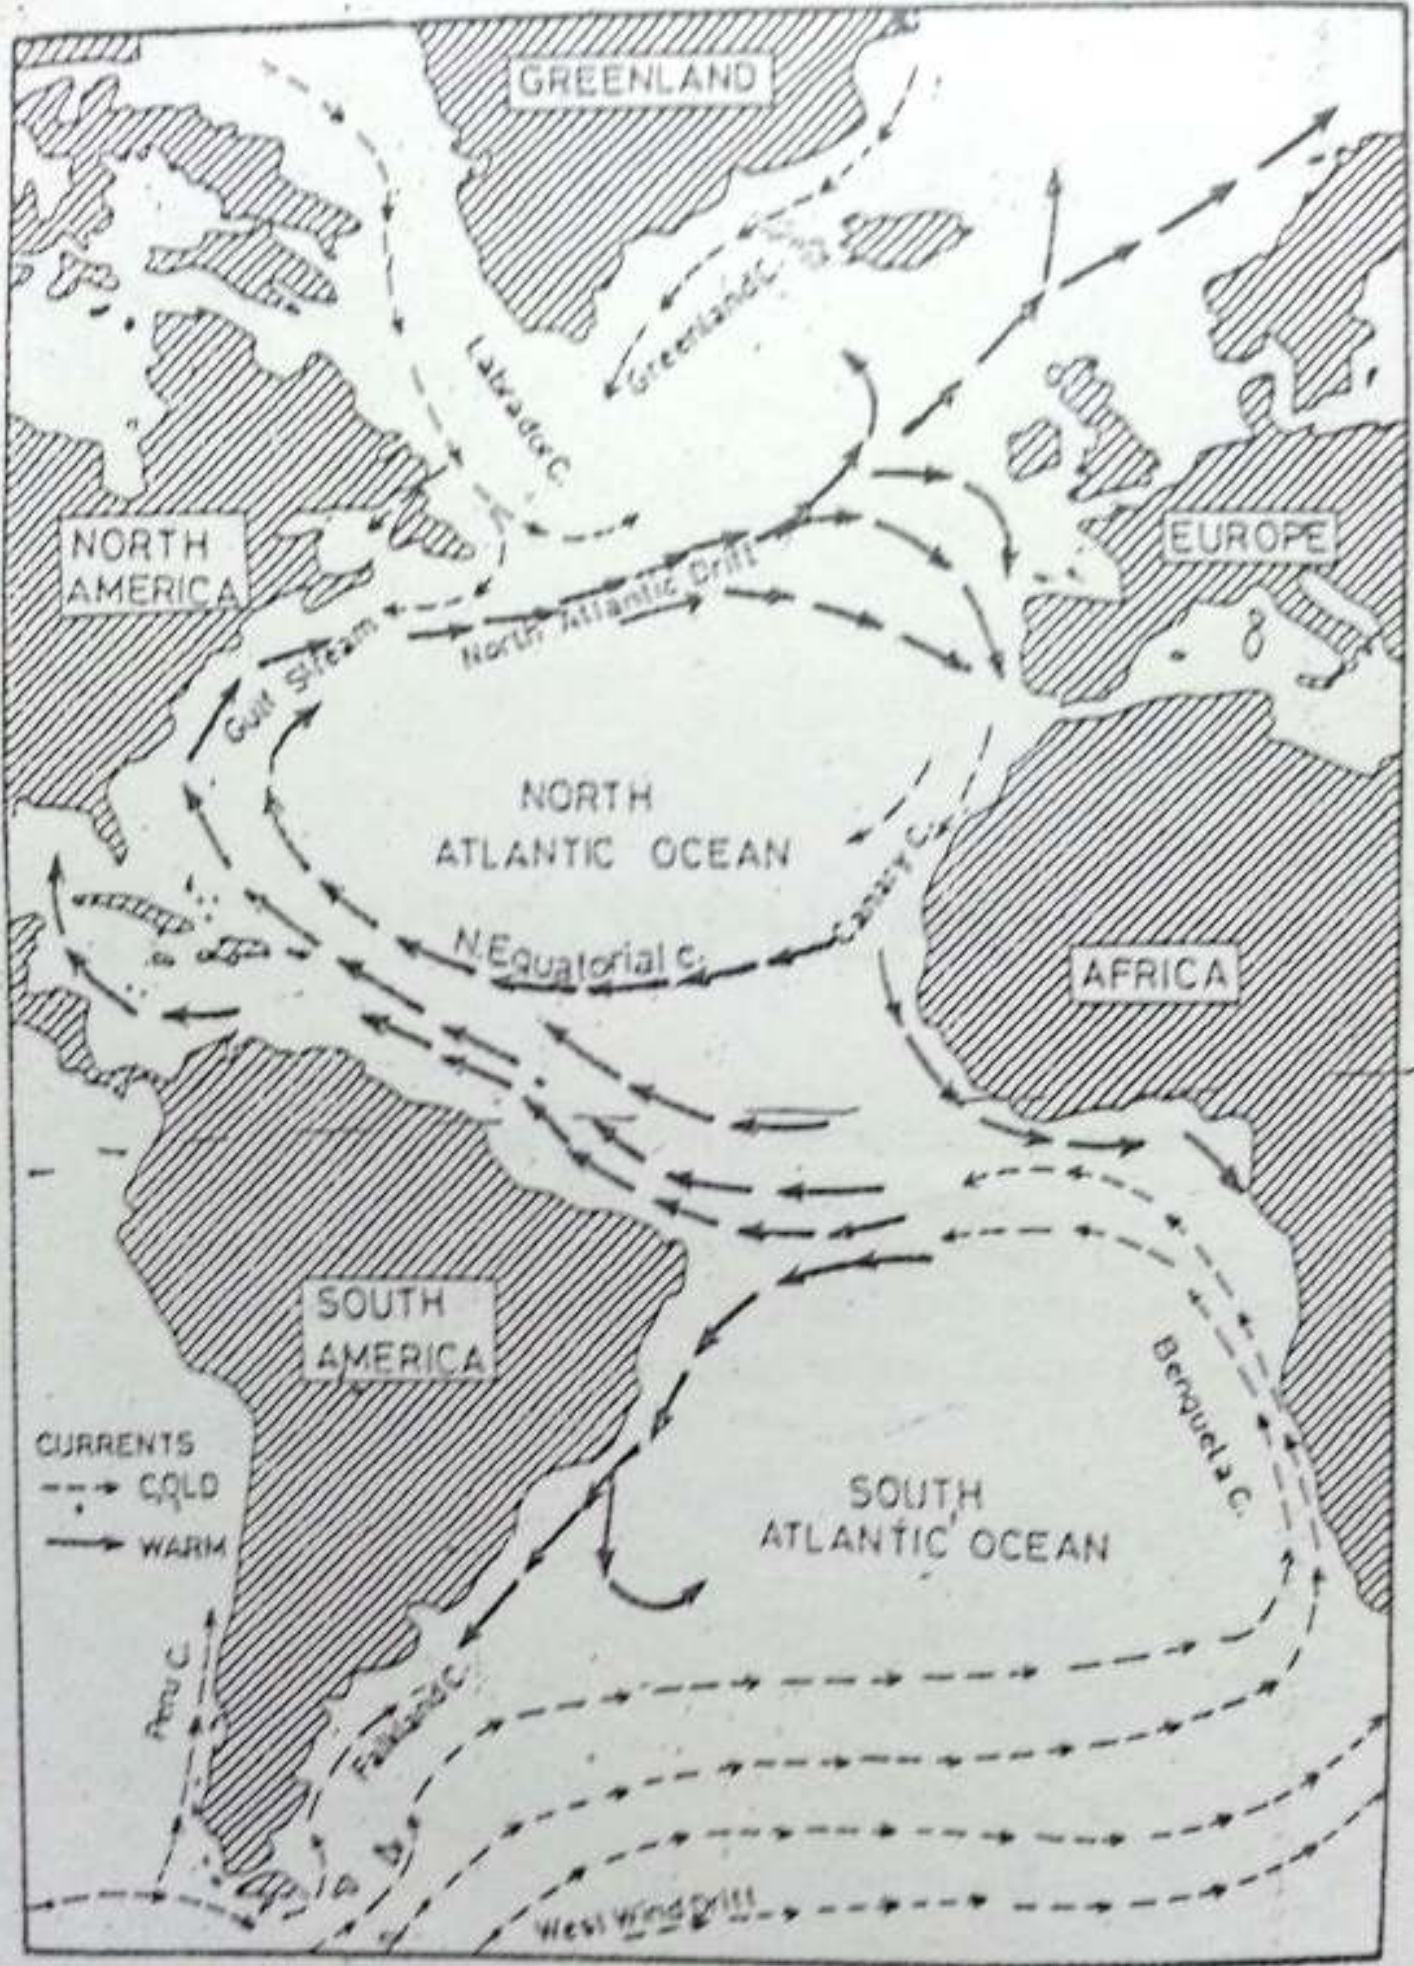 GREENLAND
Greenland C.
Labrador C.
NORTH
AMERICA
EUROPE
North Atlantic Drift
Gulf Stream
NORTH
ATLANTIC OCEAN
Canary C.
N.Equatorial C.
AFRICA
SOUTH
AMERICA
Benguela C.
CURRENTS
COLD
WARM
SOUTH
ATLANTIC OCEAN
Peru C.
Falkland C.
West Wind Drift